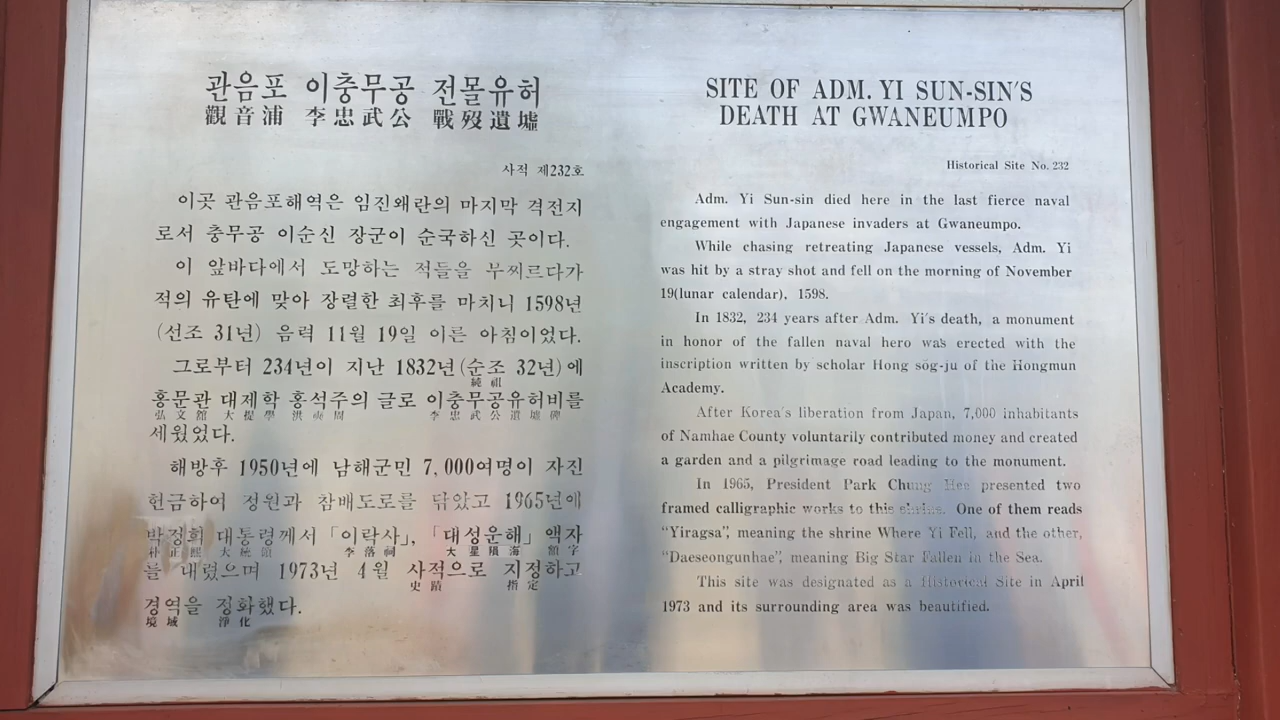 관음포 이충무공 전몰유허
觀音浦 李忠武公 戰歿遺墟
사적 제232호
이곳 관음포해역은 임진왜란의 마지막 격전지
로서 충무공 이순신 장군이 순국하신 곳이다.
이 앞바다에서 도망하는 적들을 무찌르다가
적의 유탄에 맞아 장렬한 최후를 마치니 1598년
(선조 31년) 음력 11월 19일 이른 아침이었다.
그로부터 234년이 지난 1832년(순조 32년)에
純祖
홍문관 대제학 홍석주의 글로 이충무공유허비를
弘文館 大提學 洪奭周 李忠武公遺墟碑
세웠었다.
해방후 1950년에 남해군민 7,000여명이 자진
헌금하여 정원과 참배도로를 닦았고 1965년에
박정희 대통령께서 「이락사」, 「대성운해」 액자
朴正熙 大統領 李落祠 大星隕海 額字
를 내렸으며 1973년 4월 사적으로 지정하고
史蹟 指定
경역을 정화했다.
境域 淨化
SITE OF ADM. YI SUN-SIN'S
DEATH AT GWANEUMPO
Historical Site No. 232
Adm. Yi Sun-sin died here in the last fierce naval
engagement with Japanese invaders at Gwaneumpo.
While chasing retreating Japanese vessels, Adm. Yi
was hit by a stray shot and fell on the morning of November
19(lunar calendar), 1598.
In 1832, 234 years after Adm. Yi's death, a monument
in honor of the fallen naval hero was erected with the
inscription written by scholar Hong sŏg-ju of the Hongmun
Academy.
After Korea's liberation from Japan, 7,000 inhabitants
of Namhae County voluntarily contributed money and created
a garden and a pilgrimage road leading to the monument.
In 1965, President Park Chung Hee presented two
framed calligraphic works to this shrine. One of them reads
“Yiragsa”, meaning the shrine Where Yi Fell, and the other,
“Daeseongunhae”, meaning Big Star Fallen in the Sea.
This site was designated as a Historical Site in April
1973 and its surrounding area was beautified.